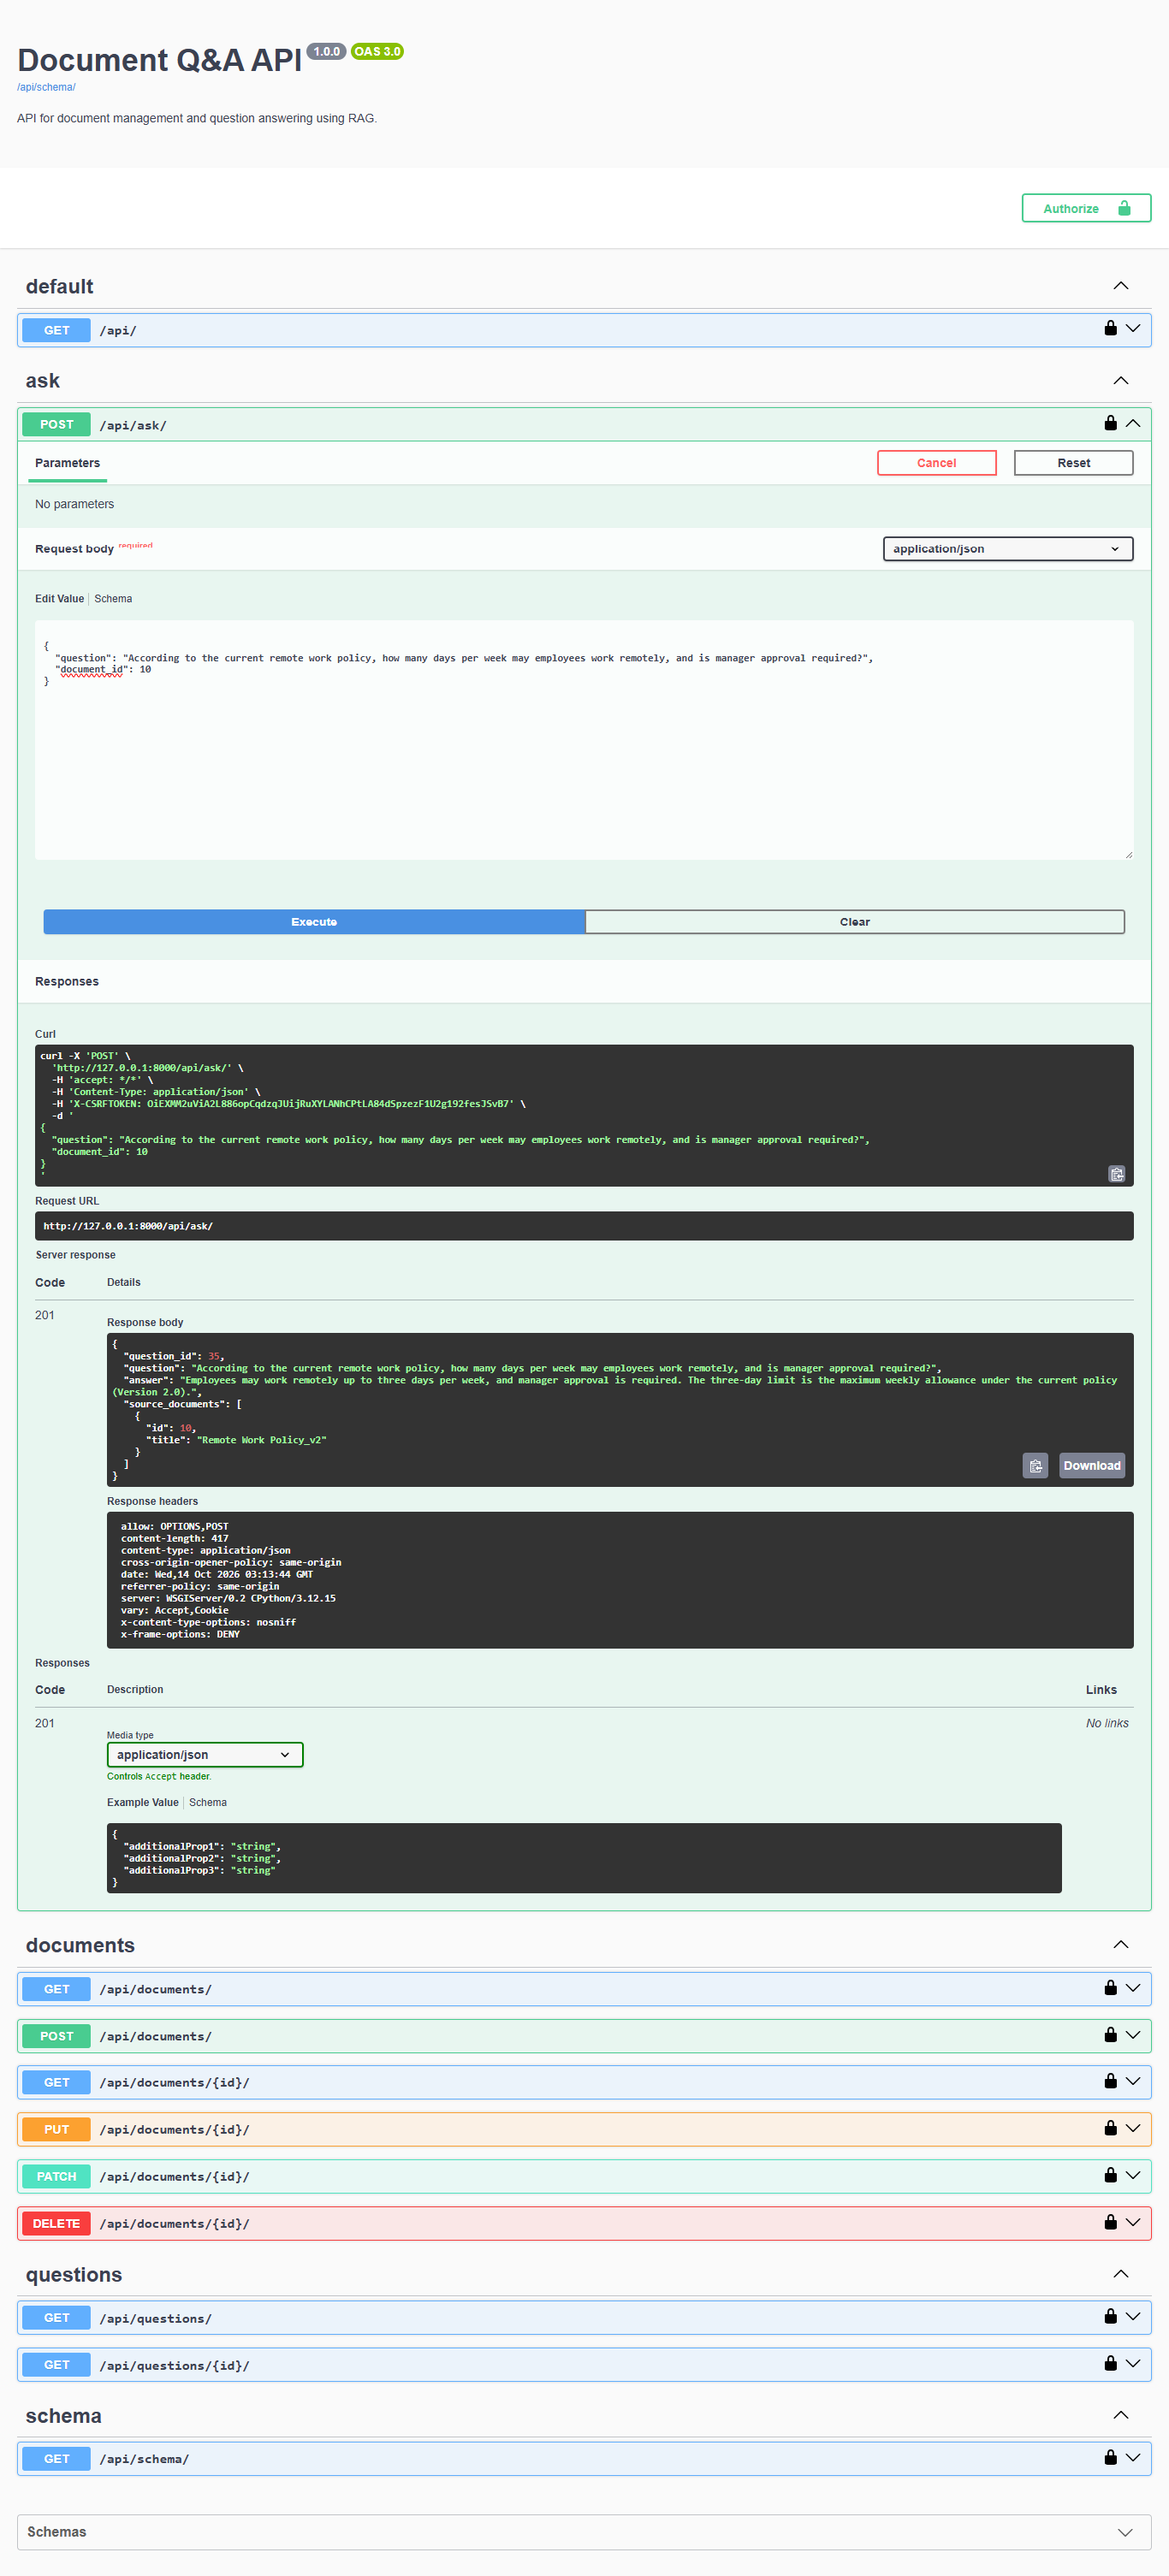 Document Q&A API 1.0.0 OAS 3.0
/api/schema/
API for document management and question answering using RAG.
Authorize
default
GET /api/
ask
POST /api/ask/
Parameters Cancel Reset
No parameters
Request body required application/json
Edit Value Schema
{
"question": "According to the current remote work policy, how many days per week may employees work remotely, and is manager approval required?",
"document_id": 10
}
Execute Clear
Responses
Curl
curl -X 'POST' \
'http://127.0.0.1:8000/api/ask/' \
-H 'accept: */*' \
-H 'Content-Type: application/json' \
-H 'X-CSRFTOKEN: OiEXMM2uViA2L886opCqdzqJUijRuXYLANhCPtLA84dSpzezF1U2g192fesJSvB7' \
-d '
{
"question": "According to the current remote work policy, how many days per week may employees work remotely, and is manager approval required?",
"document_id": 10
}
'
Request URL
http://127.0.0.1:8000/api/ask/
Server response
Code Details
201
Response body
{
"question_id": 35,
"question": "According to the current remote work policy, how many days per week may employees work remotely, and is manager approval required?",
"answer": "Employees may work remotely up to three days per week, and manager approval is required. The three-day limit is the maximum weekly allowance under the current policy
(Version 2.0).",
"source_documents": [
{
"id": 10,
"title": "Remote Work Policy_v2"
}
]
}
Download
Response headers
allow: OPTIONS,POST
content-length: 417
content-type: application/json
cross-origin-opener-policy: same-origin
date: Wed,14 Oct 2026 03:13:44 GMT
referrer-policy: same-origin
server: WSGIServer/0.2 CPython/3.12.15
vary: Accept,Cookie
x-content-type-options: nosniff
x-frame-options: DENY
Responses
Code Description Links
201 No links
Media type
application/json
Controls Accept header.
Example Value Schema
{
"additionalProp1": "string",
"additionalProp2": "string",
"additionalProp3": "string"
}
documents
GET /api/documents/
POST /api/documents/
GET /api/documents/{id}/
PUT /api/documents/{id}/
PATCH /api/documents/{id}/
DELETE /api/documents/{id}/
questions
GET /api/questions/
GET /api/questions/{id}/
schema
GET /api/schema/
Schemas